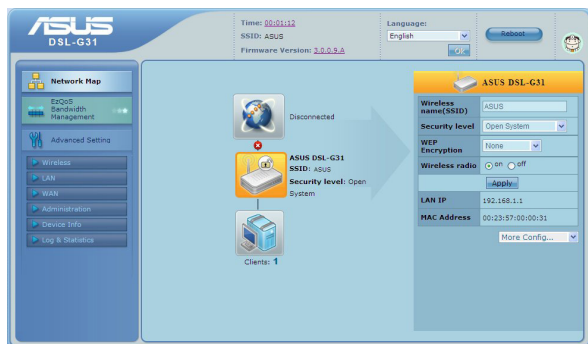 ASUS
DSL-G31
Time: 00:01:12
SSID: ASUS
Firmware Version: 3.0.0.9.A
Language:
English
Reboot
Network Map
EzQoS
Bandwidth
Management
Advanced Setting
Wireless
LAN
WAN
Administration
Device Info
Log & Statistics
Disconnected
ASUS DSL-G31
SSID: ASUS
Security level: Open
System
Clients: 1
ASUS DSL-G31
Wireless
name(SSID)
ASUS
Security level
Open System
WEP
Encryption
None
Wireless radio
on off
Apply
LAN IP
192.168.1.1
MAC Address
00:23:57:00:00:31
More Config...